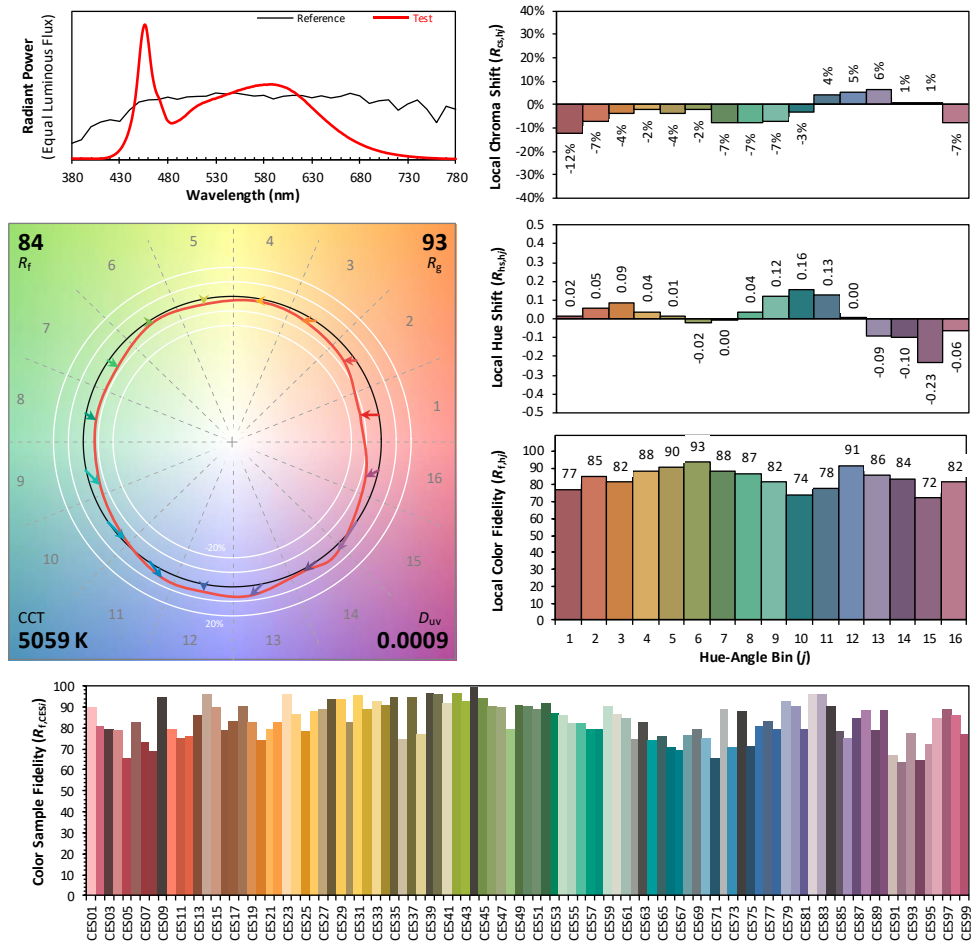 Radiant Power
(Equal Luminous Flux)
Reference
Test
380 430 480 530 580 630 680 730 780
Wavelength (nm)
Local Chroma Shift (Rcs,hj)
40%
30%
20%
10%
0%
-10%
-20%
-30%
-40%
-12% -7% -4% -2% -4% -2% -7% -7% -7% -3% 4% 5% 6% 1% 1% -7%
84
Rf
93
Rg
5 4
6 3
7 2
8 1
9 16
10 15
11 14
12 13
-20%
20%
CCT
5059 K
Duv
0.0009
Local Hue Shift (Rhs,hj)
0.5
0.4
0.3
0.2
0.1
0.0
-0.1
-0.2
-0.3
-0.4
-0.5
0.02 0.05 0.09 0.04 0.01 -0.02 0.00 0.04 0.12 0.16 0.13 0.00 -0.09 -0.10 -0.23 -0.06
Local Color Fidelity (Rf,hj)
100
90
80
70
60
50
40
30
20
10
0
77 85 82 88 90 93 88 87 82 74 78 91 86 84 72 82
1 2 3 4 5 6 7 8 9 10 11 12 13 14 15 16
Hue-Angle Bin (j)
Color Sample Fidelity (Rf,CESi)
100
90
80
70
60
50
40
30
20
10
0
CES01 CES03 CES05 CES07 CES09 CES11 CES13 CES15 CES17 CES19 CES21 CES23 CES25 CES27 CES29 CES31 CES33 CES35 CES37 CES39 CES41 CES43 CES45 CES47 CES49 CES51 CES53 CES55 CES57 CES59 CES61 CES63 CES65 CES67 CES69 CES71 CES73 CES75 CES77 CES79 CES81 CES83 CES85 CES87 CES89 CES91 CES93 CES95 CES97 CES99